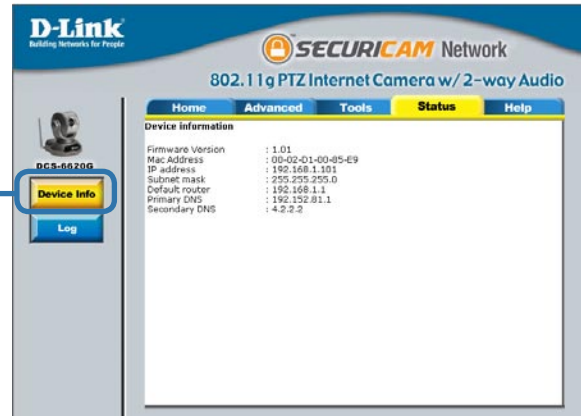 D-Link
Building Networks for People
SECURICAM Network
802.11g PTZ Internet Camera w/ 2-way Audio
Home Advanced Tools Status Help
DCS-6620G
Device Info
Log
Device information
Firmware Version : 1.01
Mac Address : 00-02-D1-00-85-E9
IP address : 192.168.1.101
Subnet mask : 255.255.255.0
Default router : 192.168.1.1
Primary DNS : 192.152.81.1
Secondary DNS : 4.2.2.2